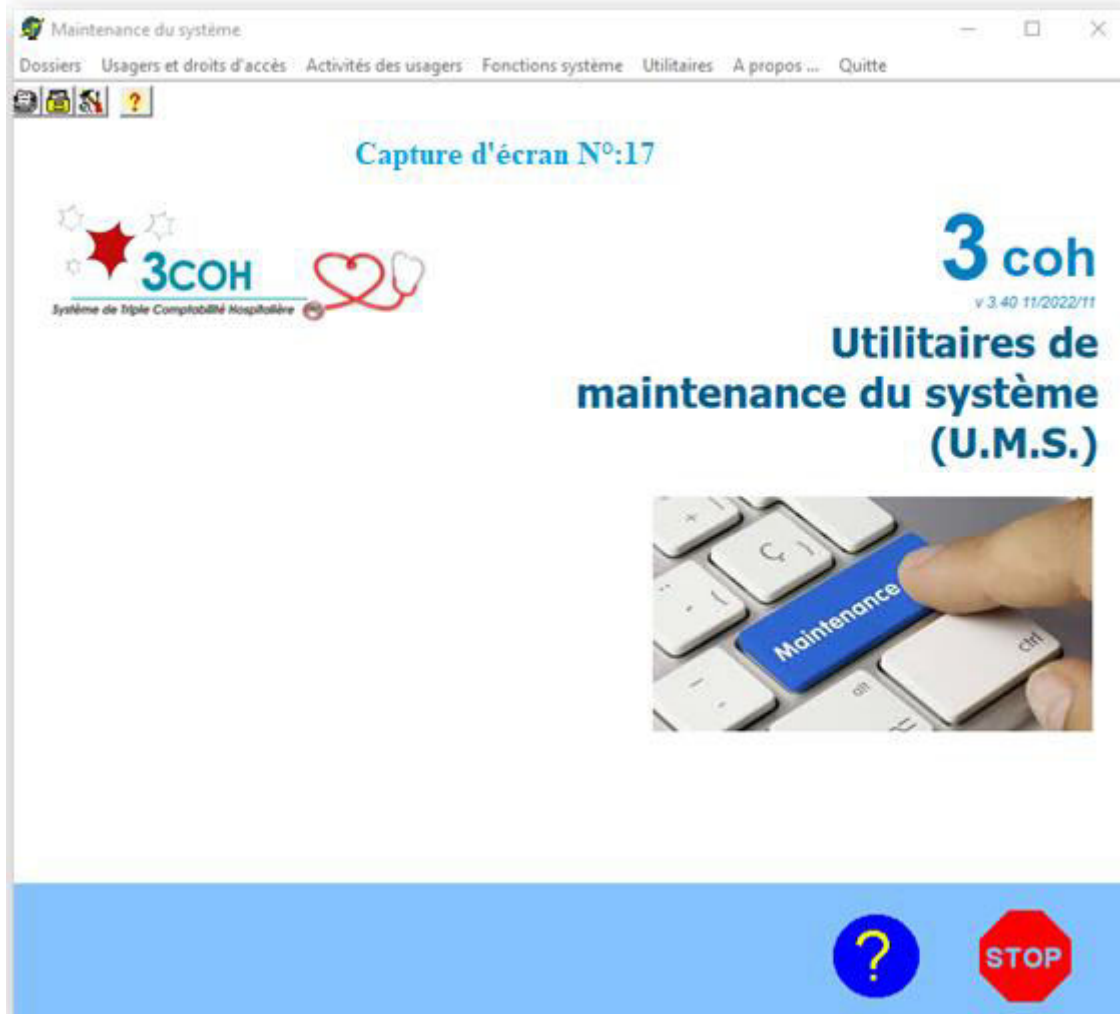 Maintenance du système
Dossiers Usagers et droits d'accès Activités des usagers Fonctions système Utilitaires A propos ... Quitte
?
Capture d'écran N°:17
3COH
Système de Triple Comptabilité Hospitalière
3 coh
v 3.40 11/2022/11
Utilitaires de
maintenance du système
(U.M.S.)
Ç
Maintenance
ctrl
alt
?
STOP